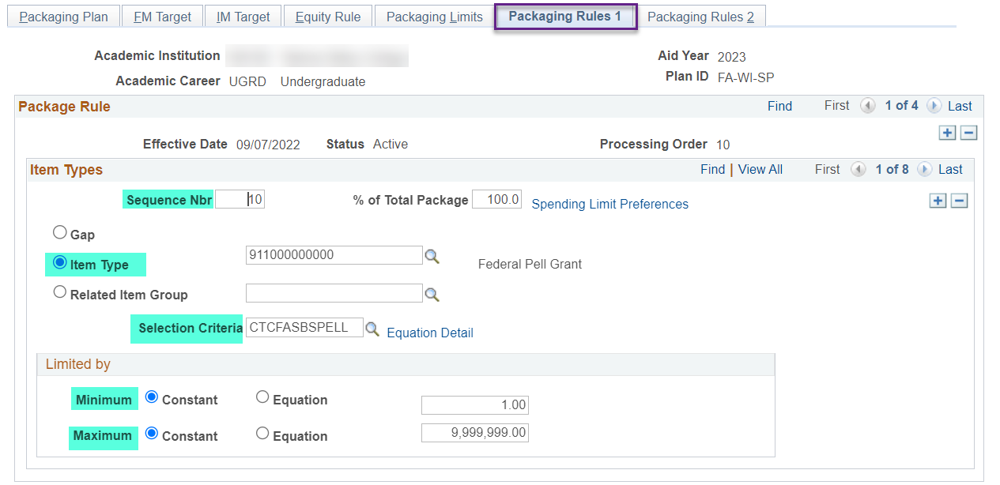 Packaging Plan FM Target IM Target Equity Rule Packaging Limits Packaging Rules 1 Packaging Rules 2
Academic Institution Aid Year 2023
Academic Career UGRD Undergraduate Plan ID FA-WI-SP
Package Rule Find First 1 of 4 Last
Effective Date 09/07/2022 Status Active Processing Order 10
Item Types Find | View All First 1 of 8 Last
Sequence Nbr 10 % of Total Package 100.0 Spending Limit Preferences
Gap
Item Type 911000000000 Federal Pell Grant
Related Item Group
Selection Criteria CTCFASBSPELL Equation Detail
Limited by
Minimum Constant Equation 1.00
Maximum Constant Equation 9,999,999.00